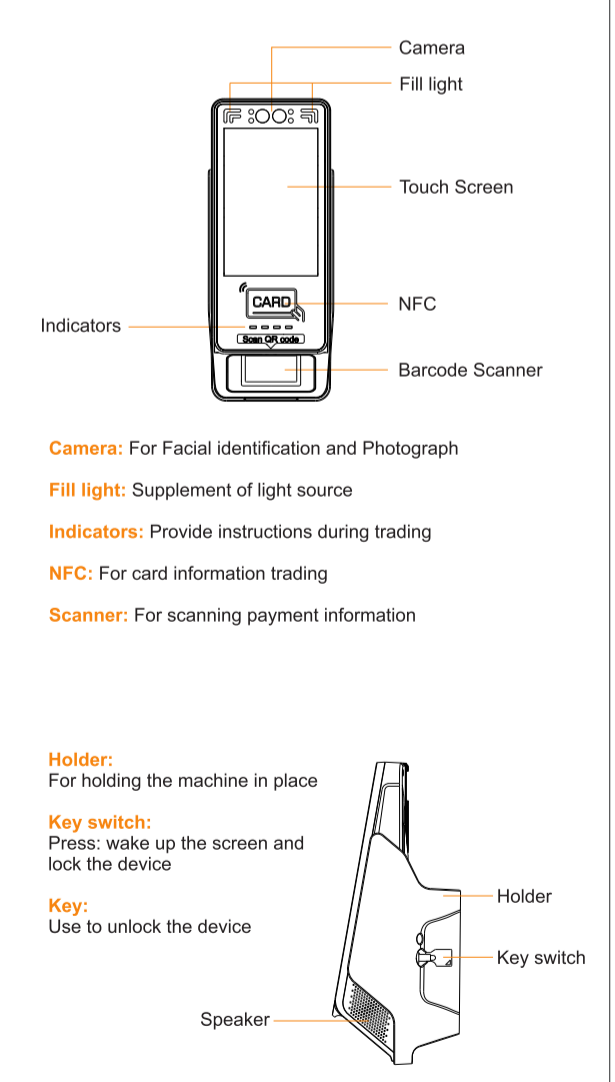 Camera
Fill light
Touch Screen
CARD
NFC
Indicators
Scan QR code
Barcode Scanner
Camera: For Facial identification and Photograph
Fill light: Supplement of light source
Indicators: Provide instructions during trading
NFC: For card information trading
Scanner: For scanning payment information
Holder:
For holding the machine in place
Key switch:
Press: wake up the screen and
lock the device
Key:
Use to unlock the device
Holder
Key switch
Speaker